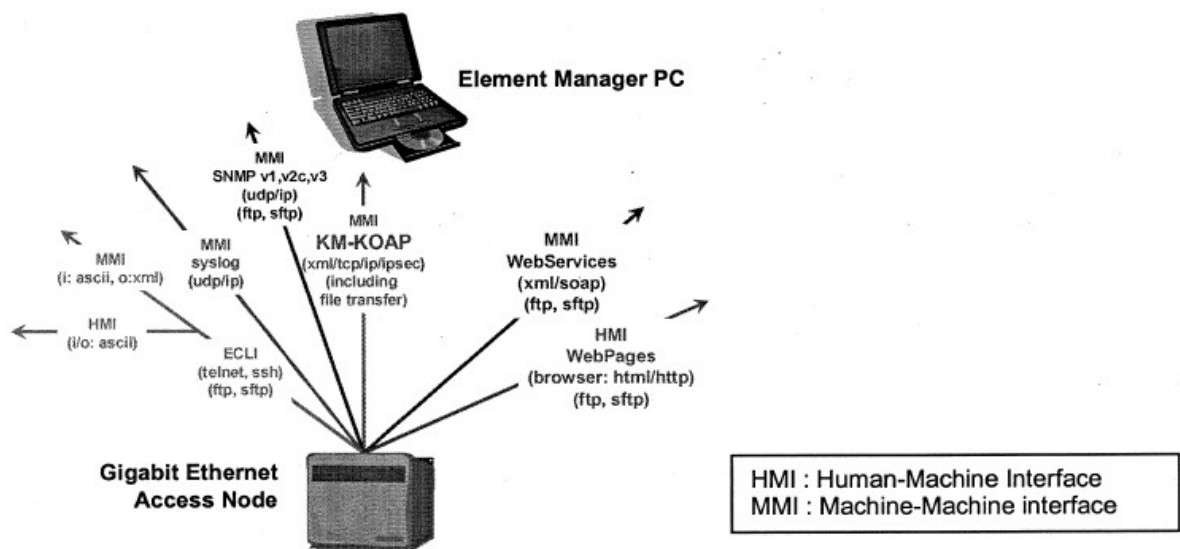 Element Manager PC
MMI
SNMP v1,v2c,v3
(udp/ip)
(ftp, sftp)
MMI
KM-KOAP
(xml/tcp/ip/ipsec)
(including
file transfer)
MMI
WebServices
(xml/soap)
(ftp, sftp)
MMI
syslog
(udp/ip)
MMI
(i: ascii, o:xml)
HMI
(i/o: ascii)
ECLI
(telnet, ssh)
(ftp, sftp)
HMI
WebPages
(browser: html/http)
(ftp, sftp)
Gigabit Ethernet
Access Node
HMI : Human-Machine Interface
MMI : Machine-Machine interface